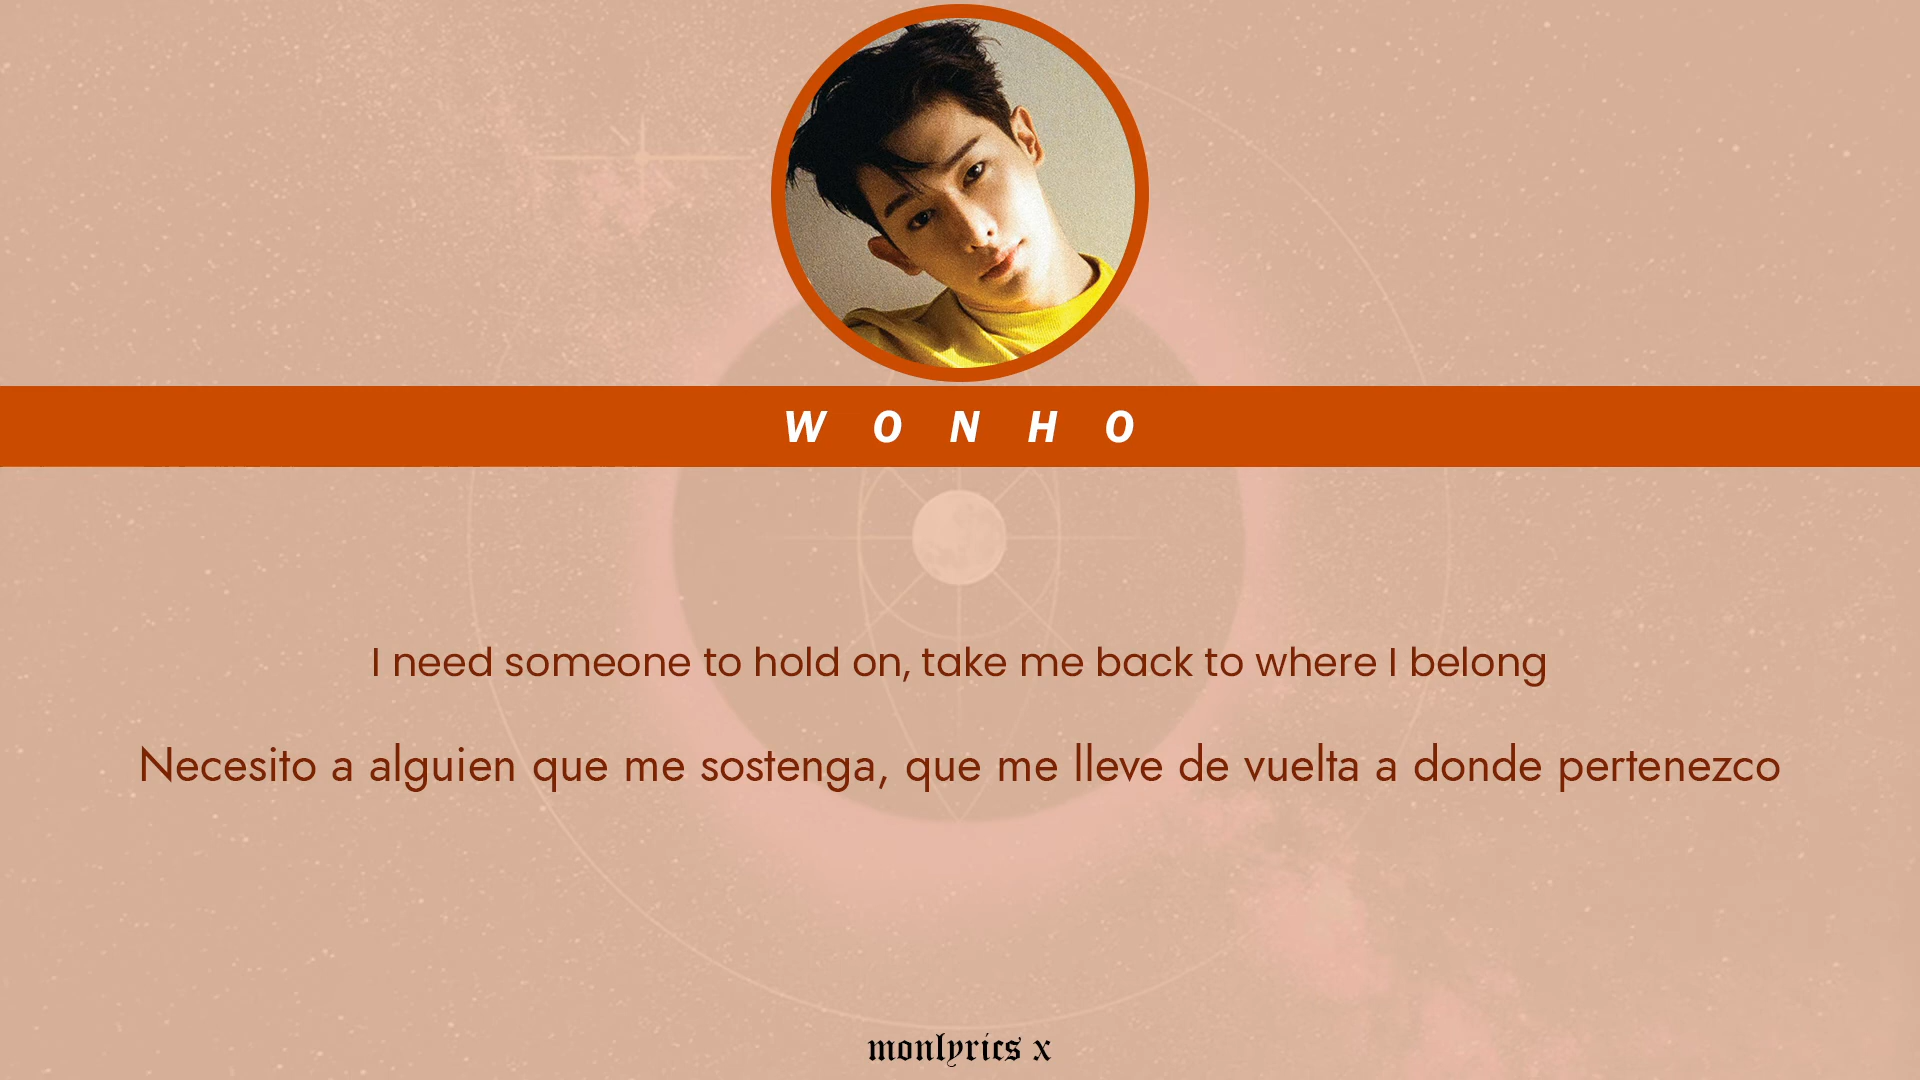 W O N H O
I need someone to hold on, take me back to where I belong
Necesito a alguien que me sostenga, que me lleve de vuelta a donde pertenezco
monlyrics x